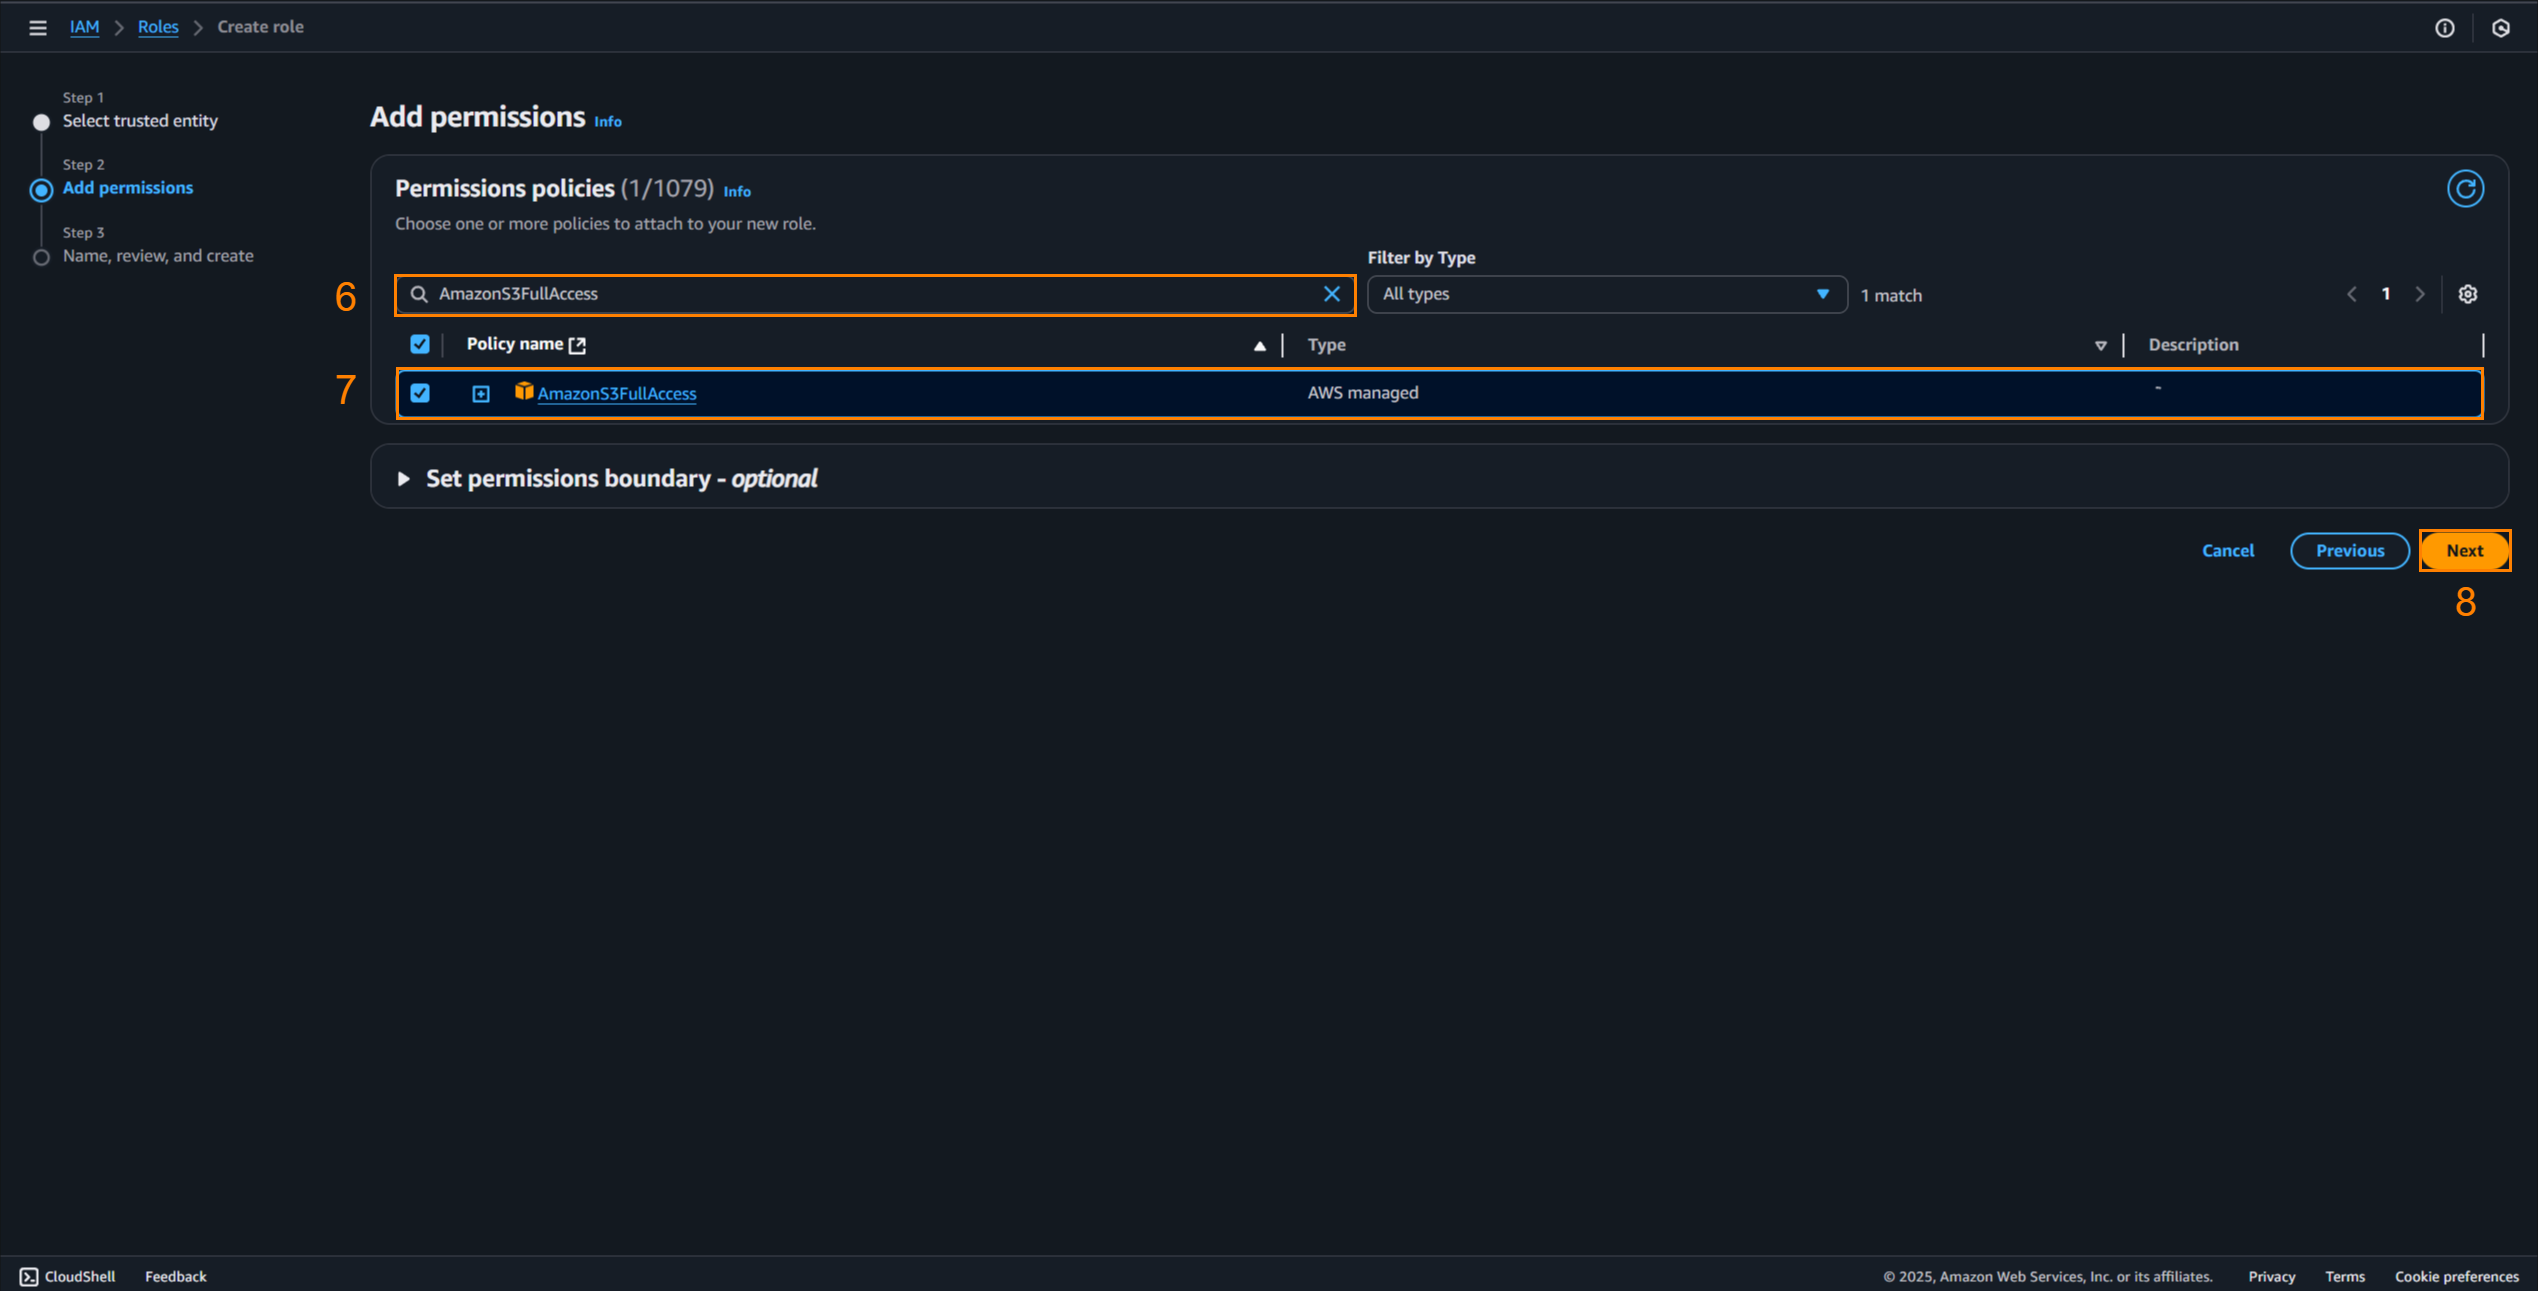 IAM > Roles > Create role
Step 1
Select trusted entity
Step 2
Add permissions
Step 3
Name, review, and create
Add permissions Info
Permissions policies (1/1079) Info
Choose one or more policies to attach to your new role.
Filter by Type
6 AmazonS3FullAccess All types 1 match 1
Policy name Type Description
7 AmazonS3FullAccess AWS managed -
Set permissions boundary - optional
Cancel Previous Next
8
CloudShell Feedback © 2025, Amazon Web Services, Inc. or its affiliates. Privacy Terms Cookie preferences